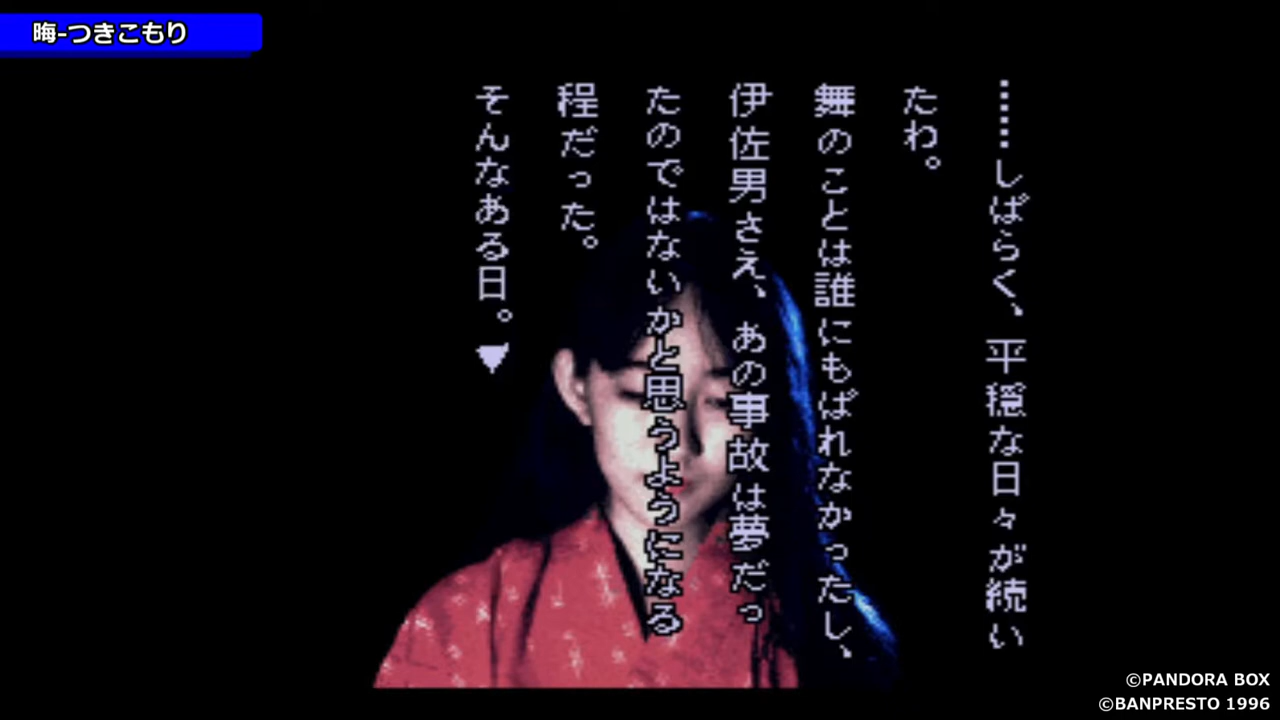 晦-つきこもり
……しばらく、平穏な日々が続い
たわ。
舞のことは誰にもばれなかったし、
伊佐男さえ、あの事故は夢だっ
たのではないかと思うようになる
程だった。
そんなある日。▼
©PANDORA BOX
©BANPRESTO 1996